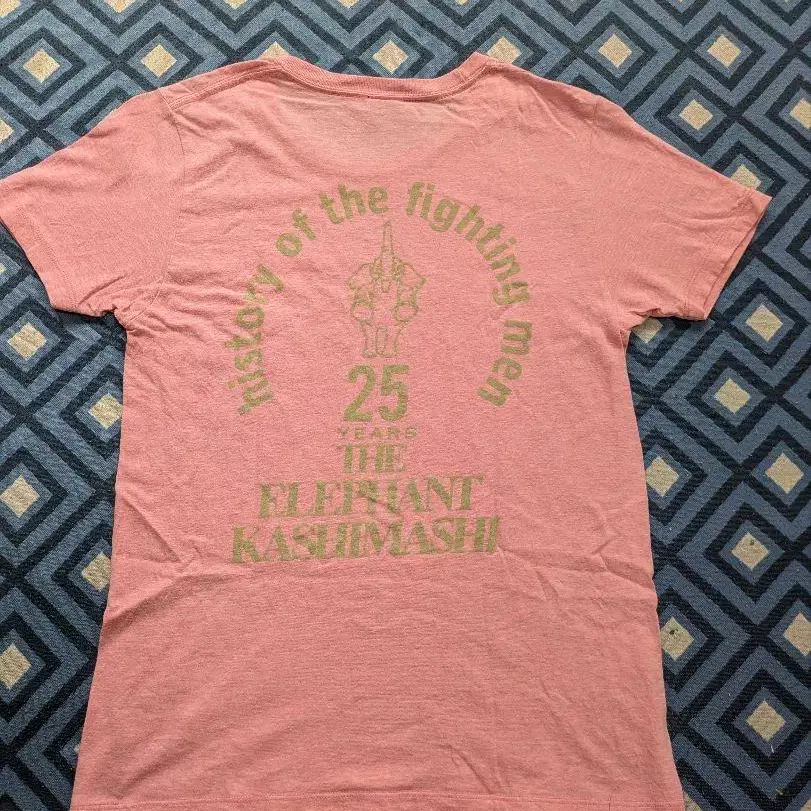 history of the fighting men
25
YEARS
THE
ELEPHANT
KASHIMASHI